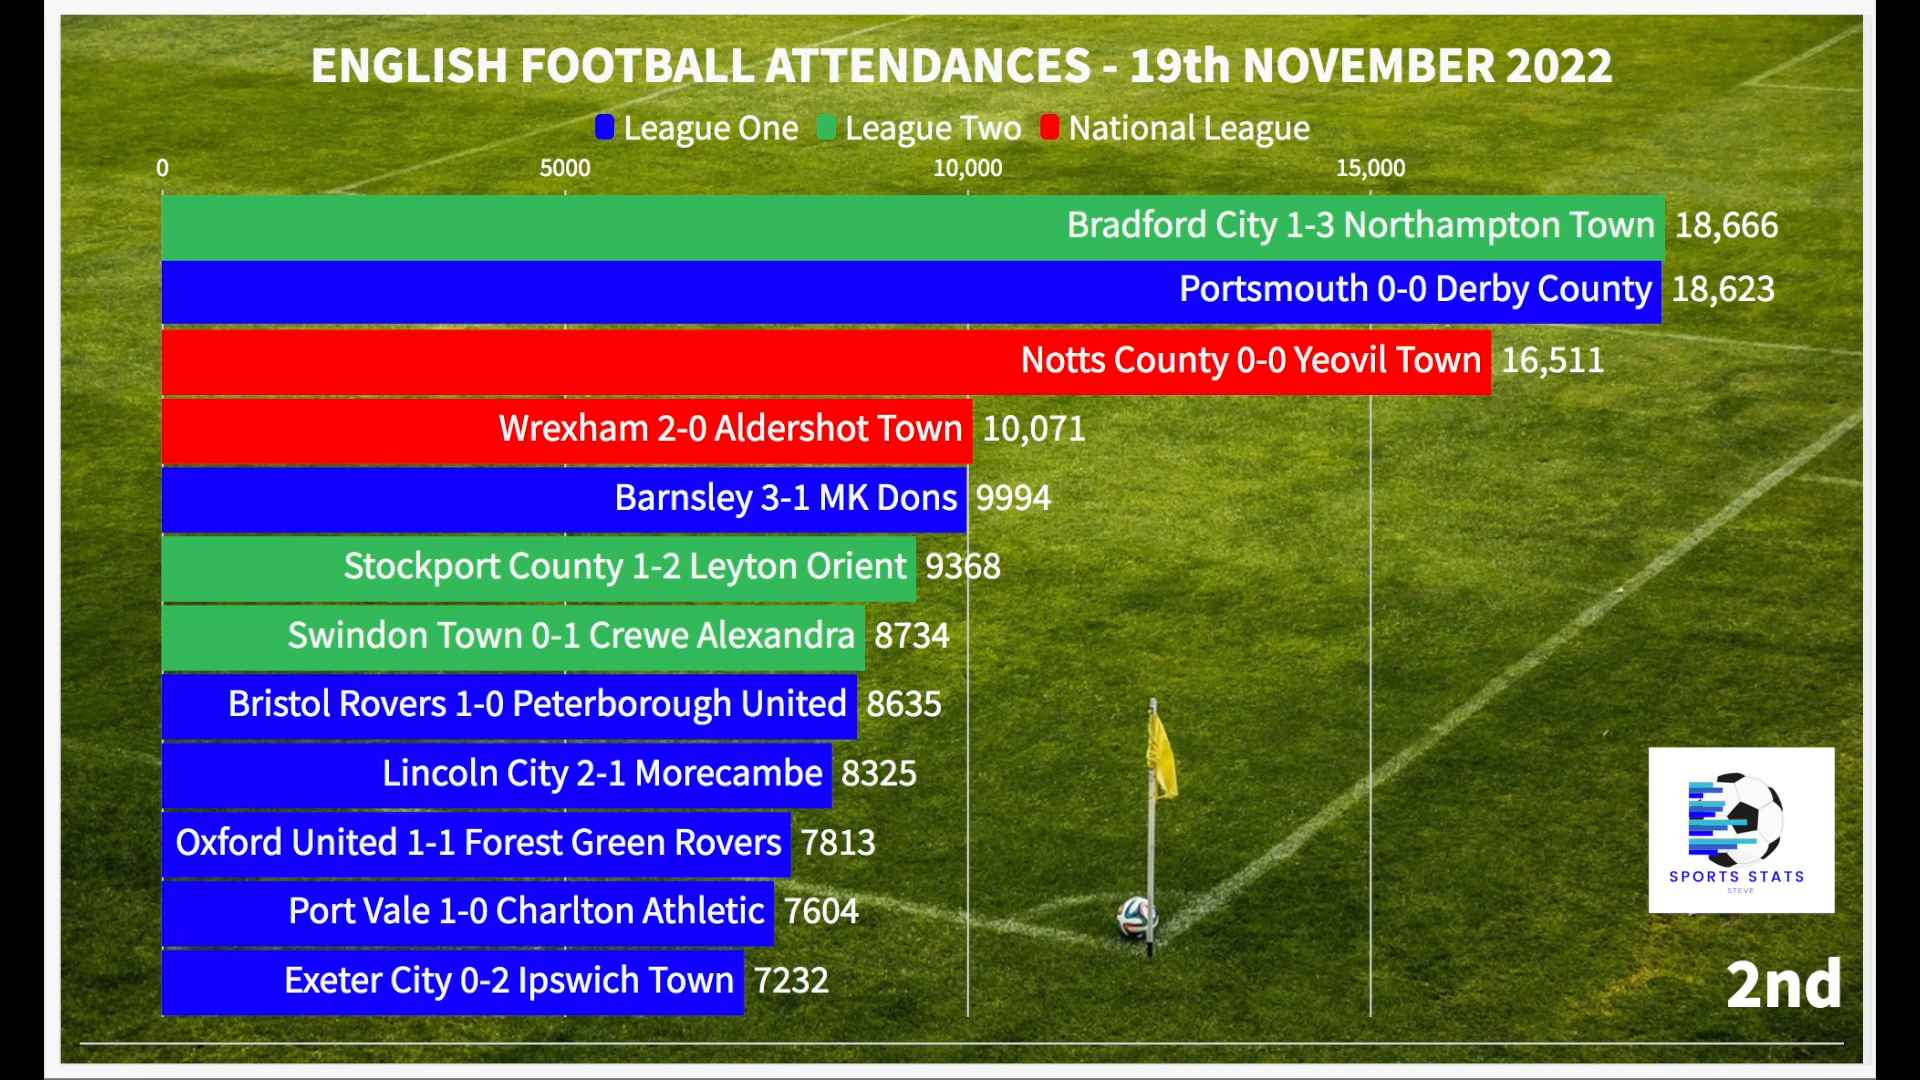 ENGLISH FOOTBALL ATTENDANCES - 19th NOVEMBER 2022
League One League Two National League
0 5000 10,000 15,000
Bradford City 1-3 Northampton Town 18,666
Portsmouth 0-0 Derby County 18,623
Notts County 0-0 Yeovil Town 16,511
Wrexham 2-0 Aldershot Town 10,071
Barnsley 3-1 MK Dons 9994
Stockport County 1-2 Leyton Orient 9368
Swindon Town 0-1 Crewe Alexandra 8734
Bristol Rovers 1-0 Peterborough United 8635
Lincoln City 2-1 Morecambe 8325
Oxford United 1-1 Forest Green Rovers 7813
Port Vale 1-0 Charlton Athletic 7604
Exeter City 0-2 Ipswich Town 7232
SPORTS STATS
STEVE
2nd